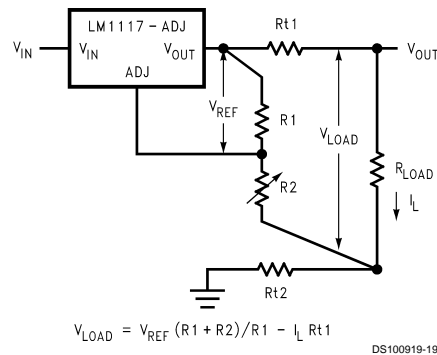 LM1117-ADJ
Rt1
V_IN
V_IN
V_OUT
V_OUT
ADJ
V_REF
R1
V_LOAD
R_LOAD
R2
I_L
Rt2
V_LOAD = V_REF (R1 + R2)/R1 - I_L Rt1
DS100919-19